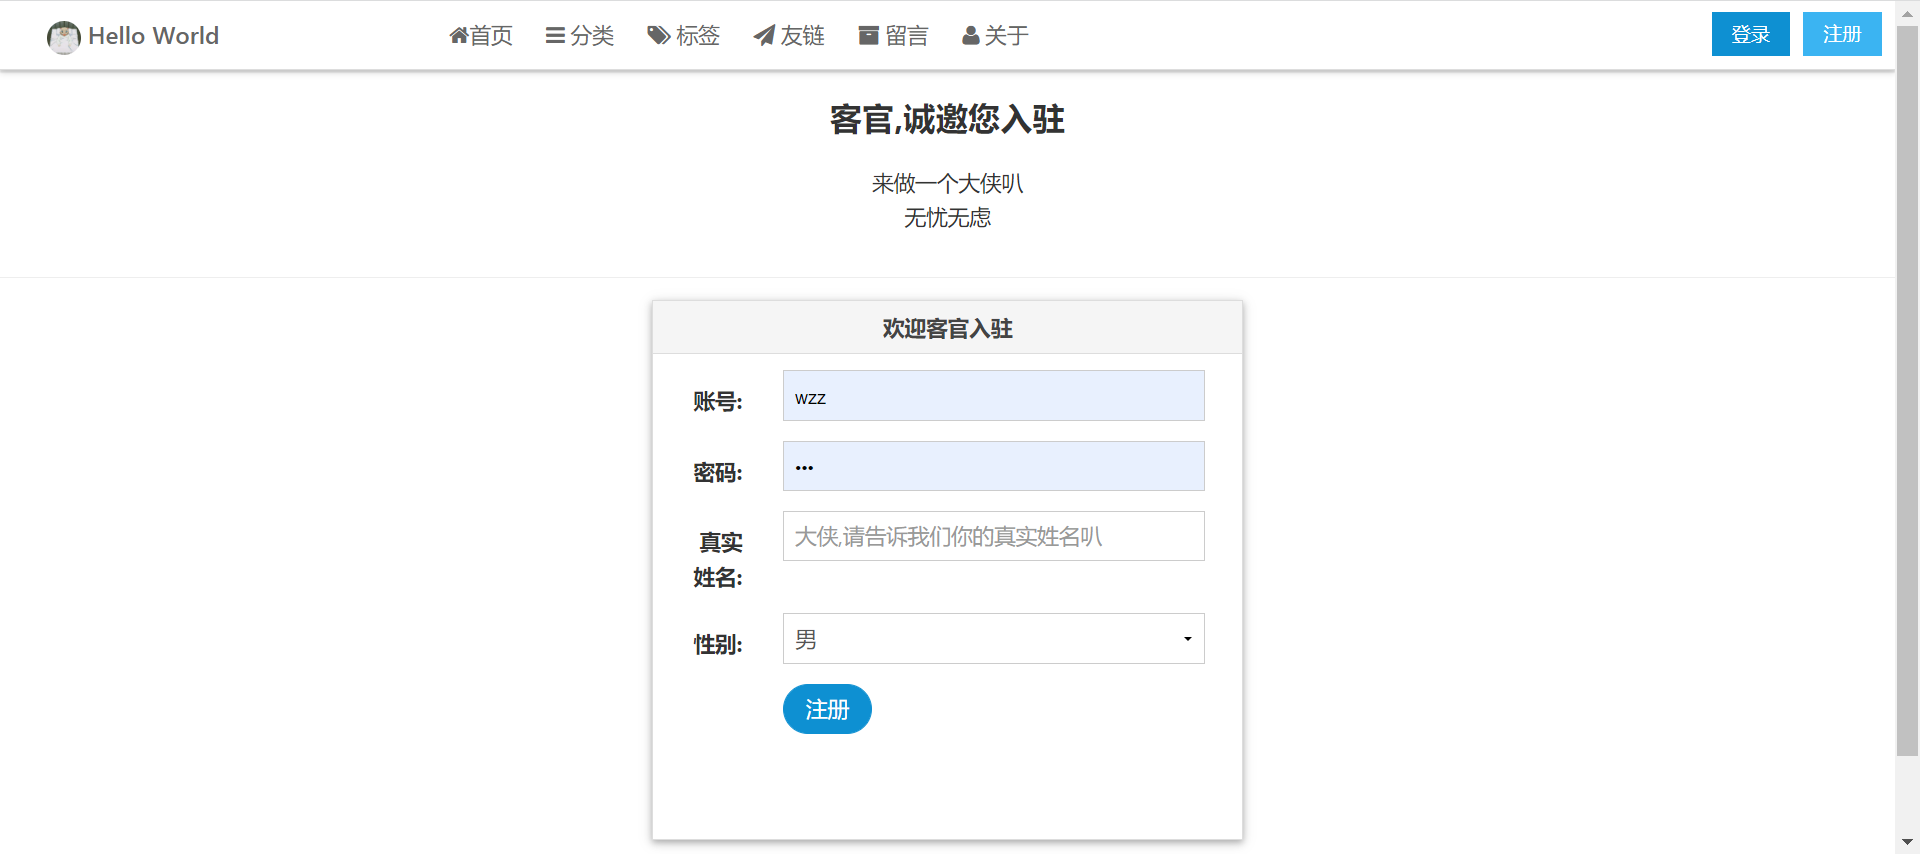 Hello World 首页 分类 标签 友链 留言 关于 登录 注册
客官,诚邀您入驻
来做一个大侠叭
无忧无虑
欢迎客官入驻
账号: wzz
密码: •••
真实
姓名:
大侠,请告诉我们你的真实姓名叭
性别: 男
注册